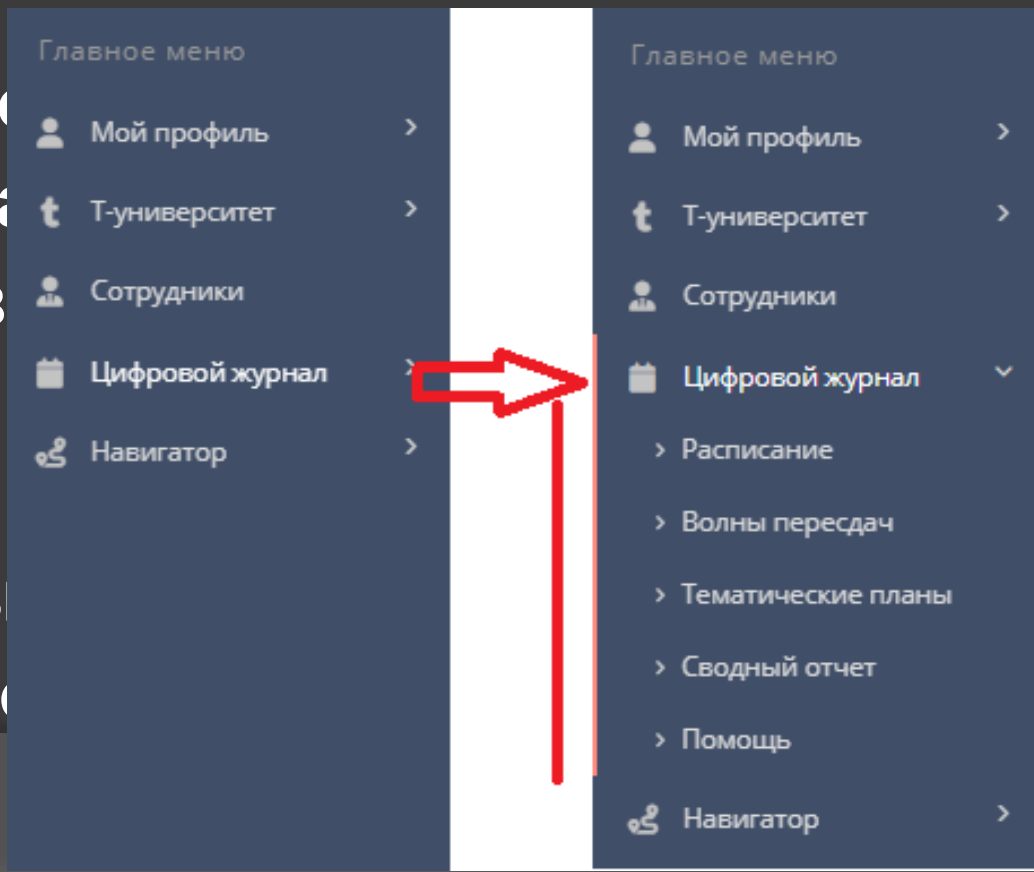 Главное меню
Мой профиль
Т-университет
Сотрудники
Цифровой журнал
Навигатор
Главное меню
Мой профиль
Т-университет
Сотрудники
Цифровой журнал
Расписание
Волны пересдач
Тематические планы
Сводный отчет
Помощь
Навигатор